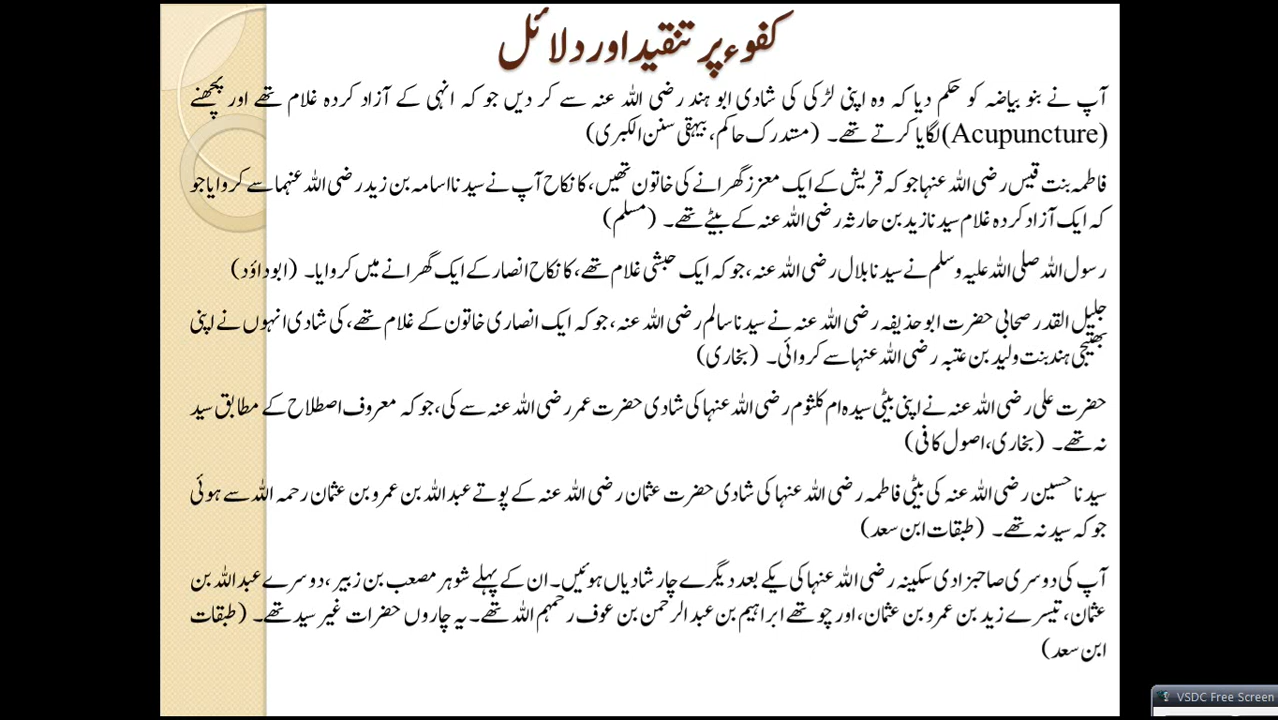 کفوء پر تنقید اور دلائل
آپ نے بنو بیاضہ کو حکم دیا کہ وہ اپنی لڑکی کی شادی ابو ہند رضی اللہ عنہ سے کر دیں جو کہ انہی کے آزاد کردہ غلام تھے اور پچھنے
(Acupuncture) لگایا کرتے تھے۔ (مستدرک حاکم، بیہقی سنن الکبری)
فاطمہ بنت قیس رضی اللہ عنہا جو کہ قریش کے ایک معزز گھرانے کی خاتون تھیں، کا نکاح آپ نے سیدنا اسامہ بن زید رضی اللہ عنہما سے کروایا جو
کہ ایک آزاد کردہ غلام سیدنا زید بن حارثہ رضی اللہ عنہ کے بیٹے تھے۔ (مسلم)
رسول اللہ صلی اللہ علیہ وسلم نے سیدنا بلال رضی اللہ عنہ، جو کہ ایک حبشی غلام تھے، کا نکاح انصار کے ایک گھرانے میں کروایا۔ (ابوداؤد)
جلیل القدر صحابی حضرت ابو حذیفہ رضی اللہ عنہ نے سیدنا سالم رضی اللہ عنہ، جو کہ ایک انصاری خاتون کے غلام تھے، کی شادی انہوں نے اپنی
بھتیجی ہند بنت ولید بن عتبہ رضی اللہ عنہا سے کروائی۔ (بخاری)
حضرت علی رضی اللہ عنہ نے اپنی بیٹی سیدہ ام کلثوم رضی اللہ عنہا کی شادی حضرت عمر رضی اللہ عنہ سے کی، جو کہ معروف اصطلاح کے مطابق سید
نہ تھے۔ (بخاری، اصول کافی)
سیدنا حسین رضی اللہ عنہ کی بیٹی فاطمہ رضی اللہ عنہا کی شادی حضرت عثمان رضی اللہ عنہ کے پوتے عبداللہ بن عمرو بن عثمان رحمہ اللہ سے ہوئی
جو کہ سید نہ تھے۔ (طبقات ابن سعد)
آپ کی دوسری صاحبزادی سکینہ رضی اللہ عنہا کی یکے بعد دیگرے چار شادیاں ہوئیں۔ ان کے پہلے شوہر مصعب بن زبیر، دوسرے عبداللہ بن
عثمان، تیسرے زید بن عمرو بن عثمان، اور چوتھے ابراہیم بن عبدالرحمن بن عوف رحمہم اللہ تھے۔ یہ چاروں حضرات غیر سید تھے۔ (طبقات
ابن سعد)
VSDC Free Screen